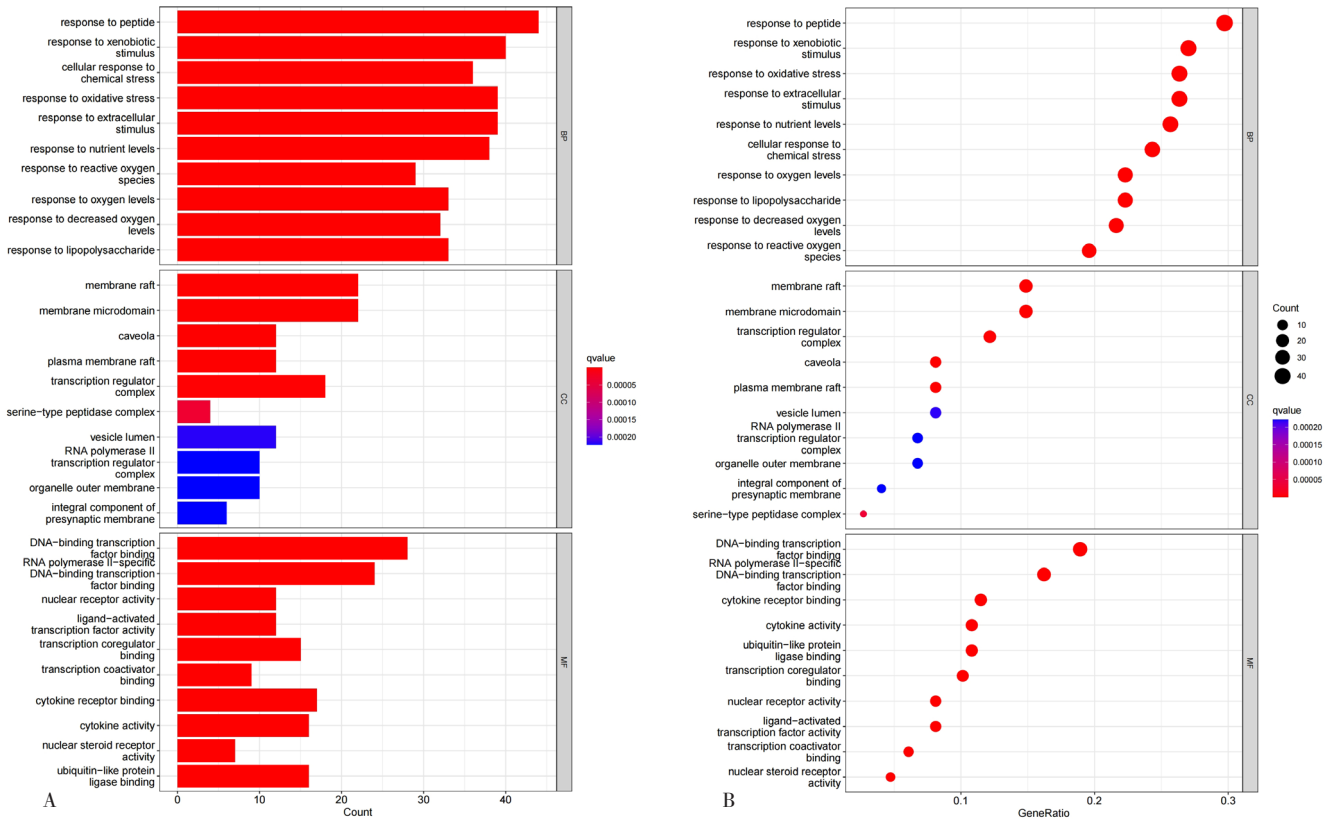 response to peptide
response to xenobiotic
stimulus
cellular response to
chemical stress
response to oxidative stress
response to extracellular
stimulus
response to nutrient levels
response to reactive oxygen
species
response to oxygen levels
response to decreased oxygen
levels
response to lipopolysaccharide
BP
membrane raft
membrane microdomain
caveola
plasma membrane raft
transcription regulator
complex
serine−type peptidase complex
vesicle lumen
RNA polymerase II
transcription regulator
complex
organelle outer membrane
integral component of
presynaptic membrane
CC
DNA−binding transcription
factor binding
RNA polymerase II−specific
DNA−binding transcription
factor binding
nuclear receptor activity
ligand−activated
transcription factor activity
transcription coregulator
binding
transcription coactivator
binding
cytokine receptor binding
cytokine activity
nuclear steroid receptor
activity
ubiquitin−like protein
ligase binding
MF
0 10 20 30 40
Count
A
qvalue
0.00005
0.00010
0.00015
0.00020
response to peptide
response to xenobiotic
stimulus
response to oxidative stress
response to extracellular
stimulus
response to nutrient levels
cellular response to
chemical stress
response to oxygen levels
response to lipopolysaccharide
response to decreased oxygen
levels
response to reactive oxygen
species
BP
membrane raft
membrane microdomain
transcription regulator
complex
caveola
plasma membrane raft
vesicle lumen
RNA polymerase II
transcription regulator
complex
organelle outer membrane
integral component of
presynaptic membrane
serine−type peptidase complex
CC
DNA−binding transcription
factor binding
RNA polymerase II−specific
DNA−binding transcription
factor binding
cytokine receptor binding
cytokine activity
ubiquitin−like protein
ligase binding
transcription coregulator
binding
nuclear receptor activity
ligand−activated
transcription factor activity
transcription coactivator
binding
nuclear steroid receptor
activity
MF
0.1 0.2 0.3
GeneRatio
B
Count
10
20
30
40
qvalue
0.00020
0.00015
0.00010
0.00005